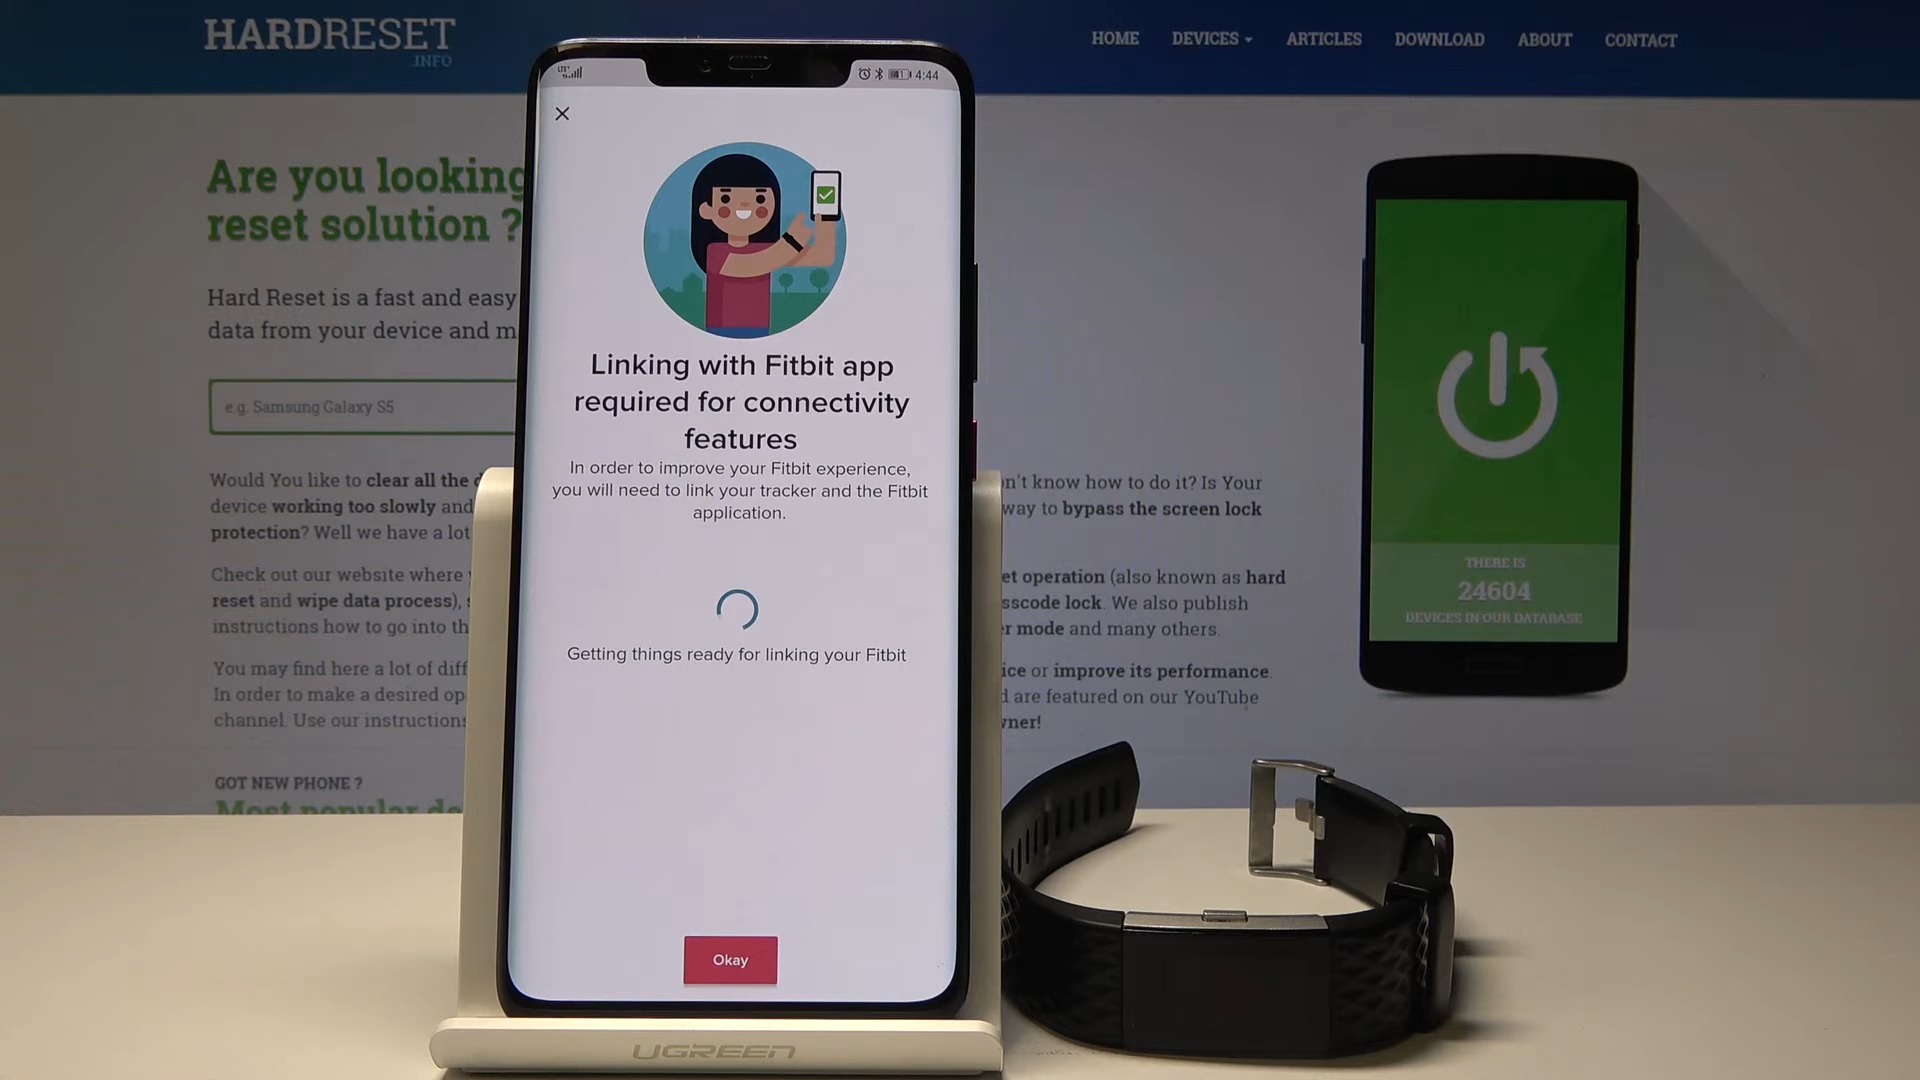 HARDRESET
.INFO
HOME DEVICES ARTICLES DOWNLOAD ABOUT CONTACT
LTE
4:44
Are you looking
reset solution ?
Hard Reset is a fast and easy
data from your device and m
e.g. Samsung Galaxy S5
Would You like to clear all the d
device working too slowly and
protection? Well we have a lot
Check out our website where
reset and wipe data process),
instructions how to go into th
You may find here a lot of diff
In order to make a desired op
channel. Use our instructions
GOT NEW PHONE ?
Most popular de
Linking with Fitbit app
required for connectivity
features
In order to improve your Fitbit experience,
you will need to link your tracker and the Fitbit
application.
Getting things ready for linking your Fitbit
Okay
n't know how to do it? Is Your
way to bypass the screen lock
et operation (also known as hard
sscode lock. We also publish
r mode and many others.
ice or improve its performance.
d are featured on our YouTube
wner!
THERE IS
24604
DEVICES IN OUR DATABASE
UGREEN